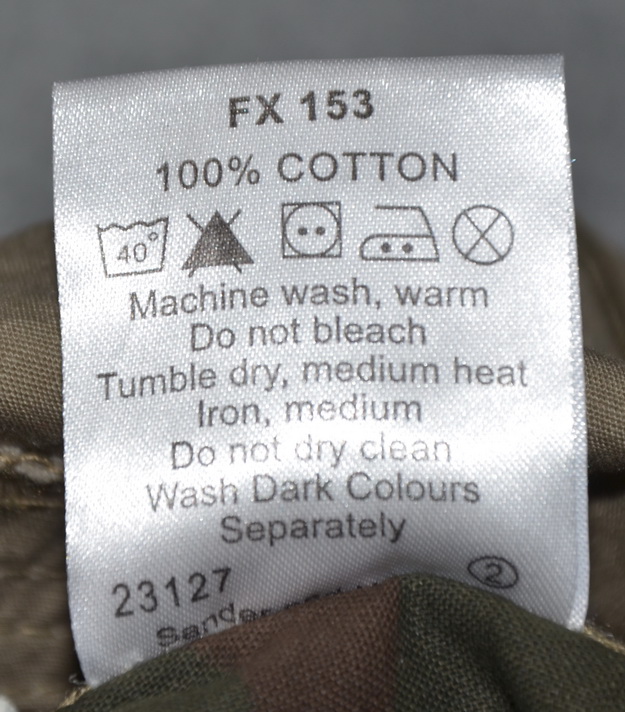 FX 153
100% COTTON
40°
Machine wash, warm
Do not bleach
Tumble dry, medium heat
Iron, medium
Do not dry clean
Wash Dark Colours
Separately
23127
2